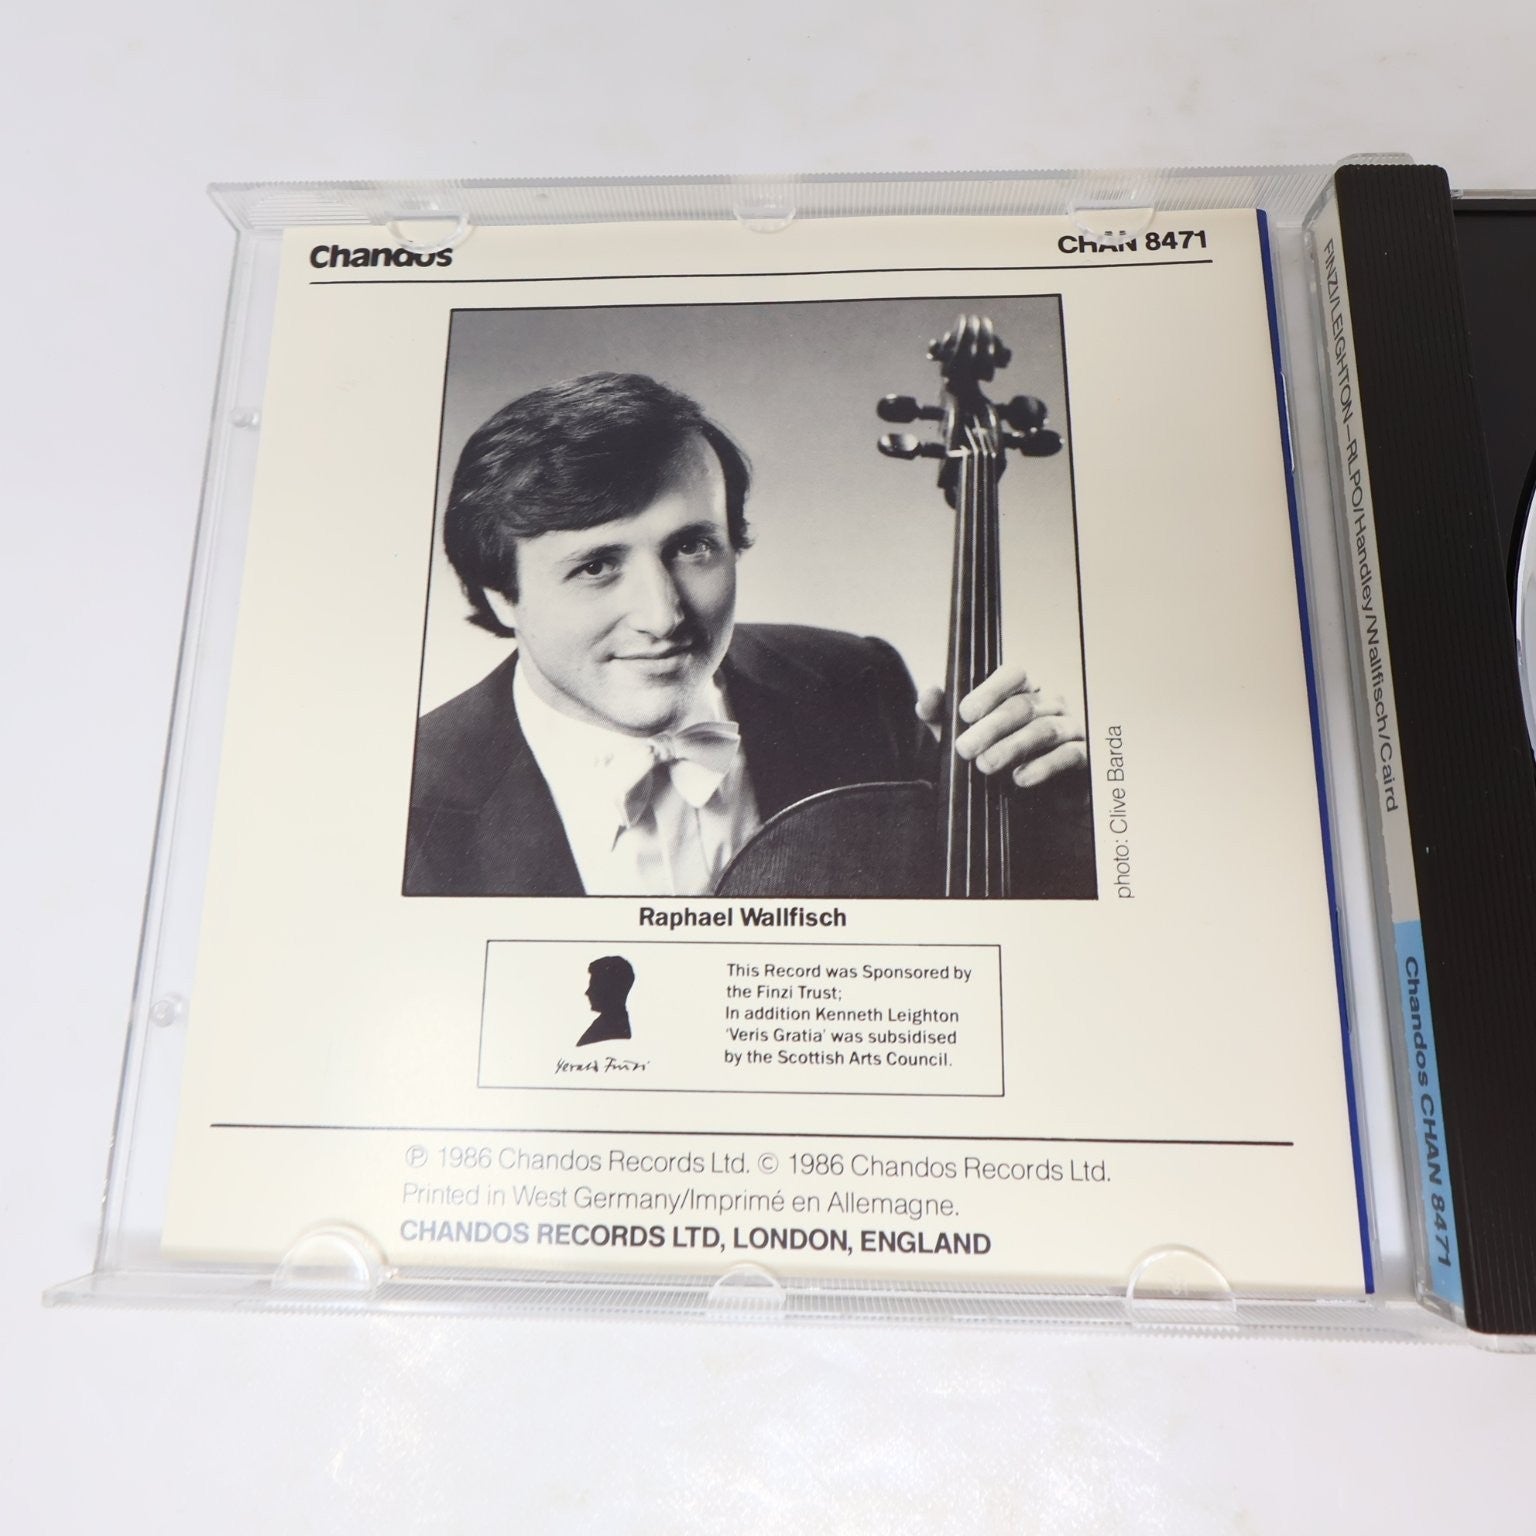 Chandos
CHAN 8471
photo: Clive Barda
Raphael Wallfisch
This Record was Sponsored by
the Finzi Trust;
In addition Kenneth Leighton
'Veris Gratia' was subsidised
by the Scottish Arts Council.
Gerald Finzi
℗ 1986 Chandos Records Ltd. © 1986 Chandos Records Ltd.
Printed in West Germany/Imprimé en Allemagne.
CHANDOS RECORDS LTD, LONDON, ENGLAND
FINZI/LEIGHTON—RLPO/Handley/Wallfisch/Caird
Chandos CHAN 8471